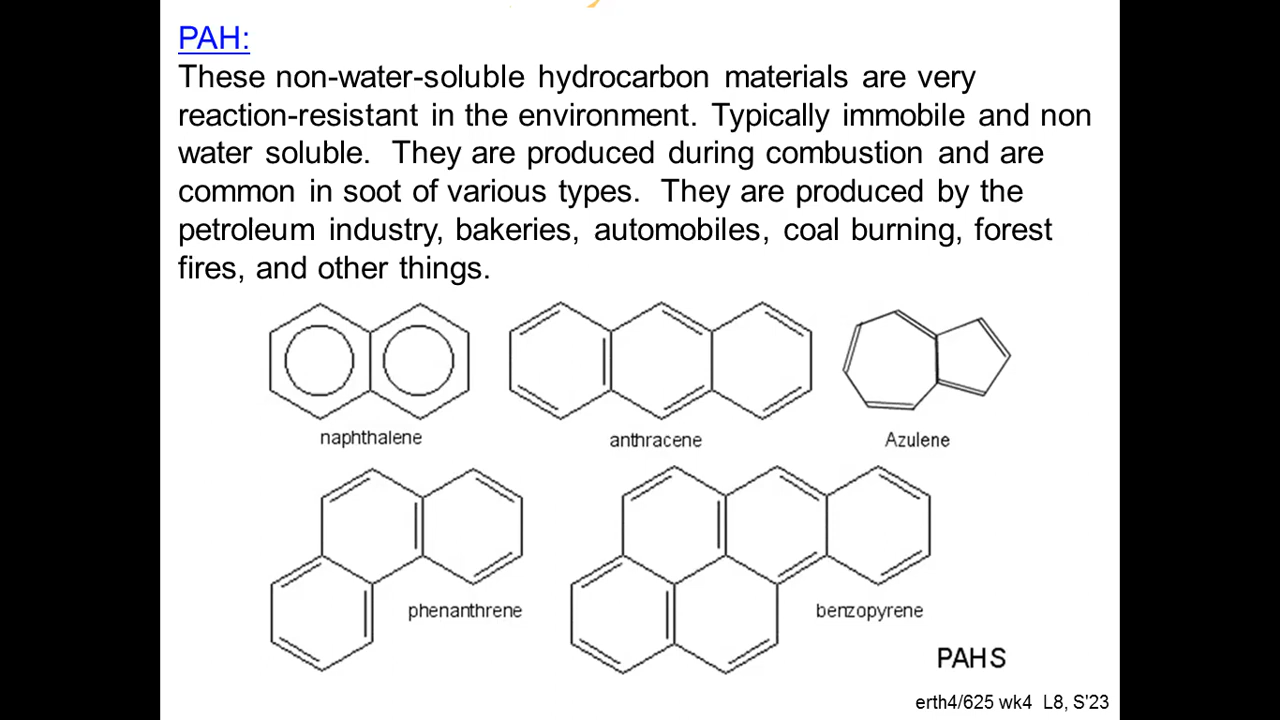 PAH:
These non-water-soluble hydrocarbon materials are very
reaction-resistant in the environment. Typically immobile and non
water soluble. They are produced during combustion and are
common in soot of various types. They are produced by the
petroleum industry, bakeries, automobiles, coal burning, forest
fires, and other things.
naphthalene
anthracene
Azulene
phenanthrene
benzopyrene
PAHS
erth4/625 wk4 L8, S'23